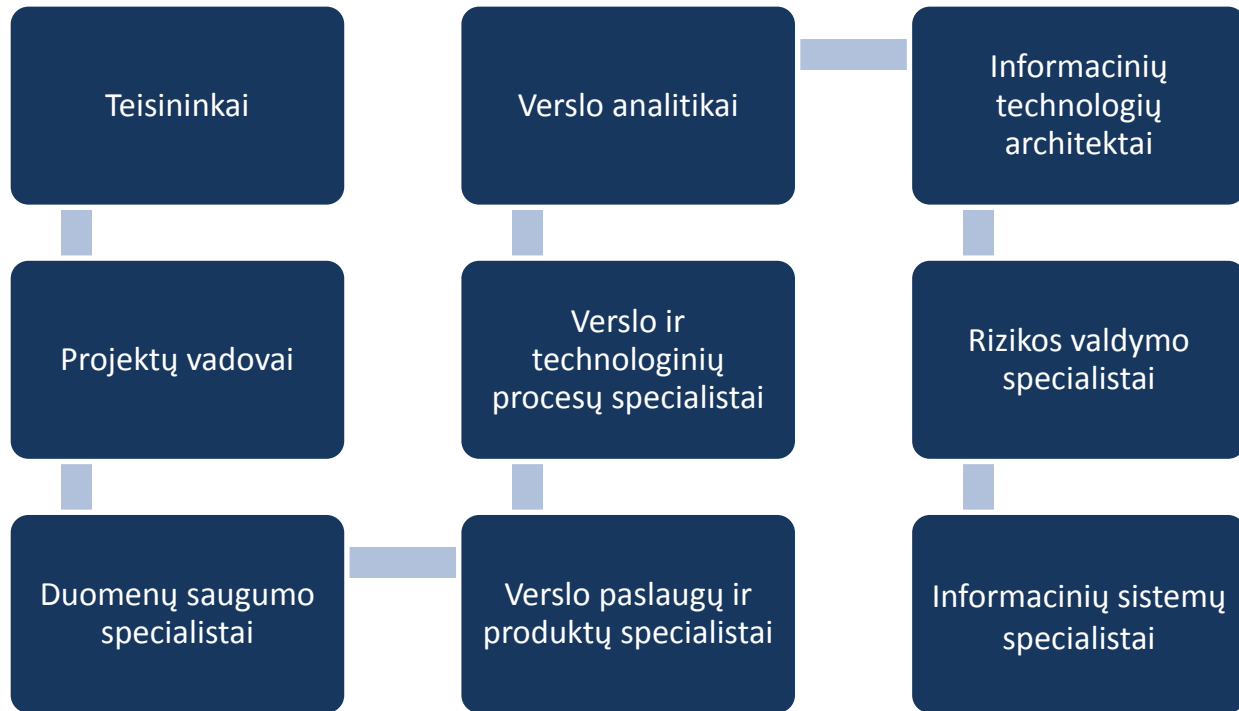 Teisininkai
Projektų vadovai
Duomenų saugumo
specialistai
Verslo paslaugų ir
produktų specialistai
Verslo ir
technologinių
procesų specialistai
Verslo analitikai
Informacinių
technologijų
architektai
Rizikos valdymo
specialistai
Informacinių sistemų
specialistai